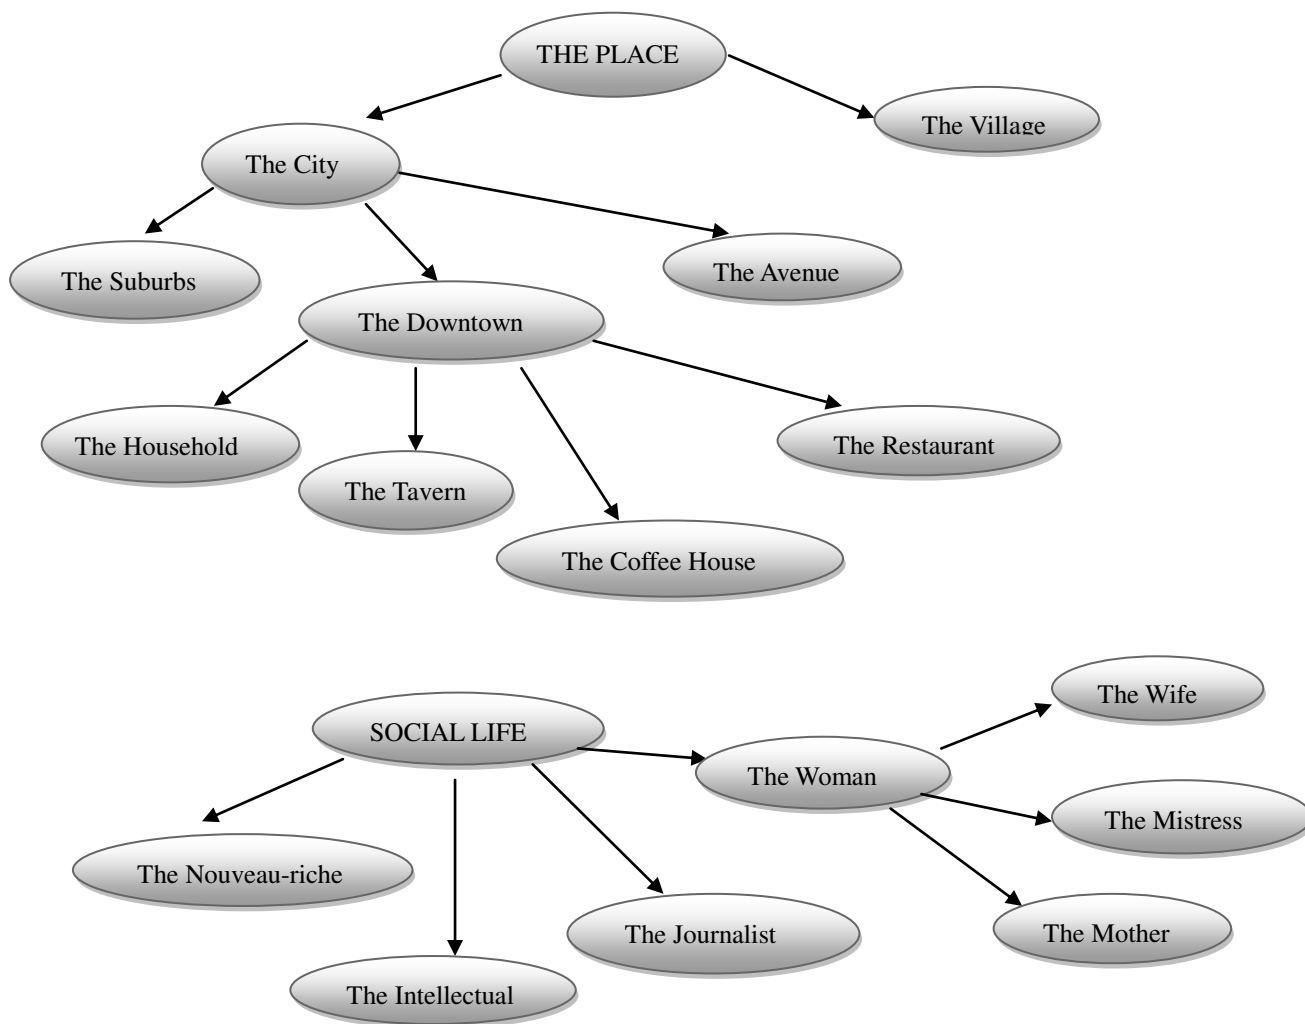 THE PLACE
The Village
The City
The Suburbs
The Avenue
The Downtown
The Household
The Restaurant
The Tavern
The Coffee House
The Wife
SOCIAL LIFE
The Woman
The Mistress
The Nouveau-riche
The Journalist
The Mother
The Intellectual